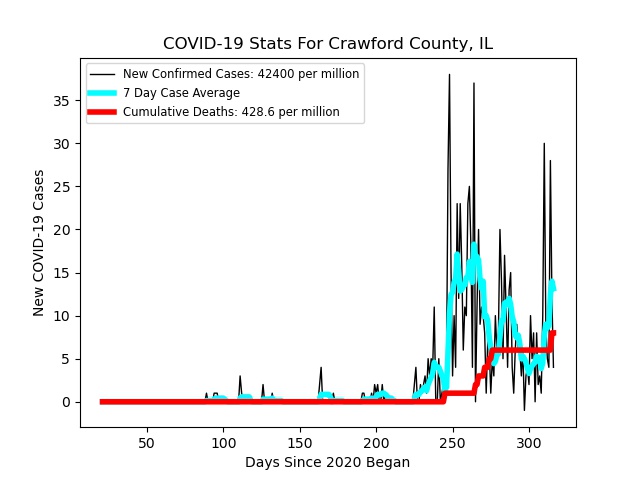 COVID-19 Stats For Crawford County, IL
New Confirmed Cases: 42400 per million
7 Day Case Average
Cumulative Deaths: 428.6 per million
New COVID-19 Cases
35
30
25
20
15
10
5
0
50 100 150 200 250 300
Days Since 2020 Began